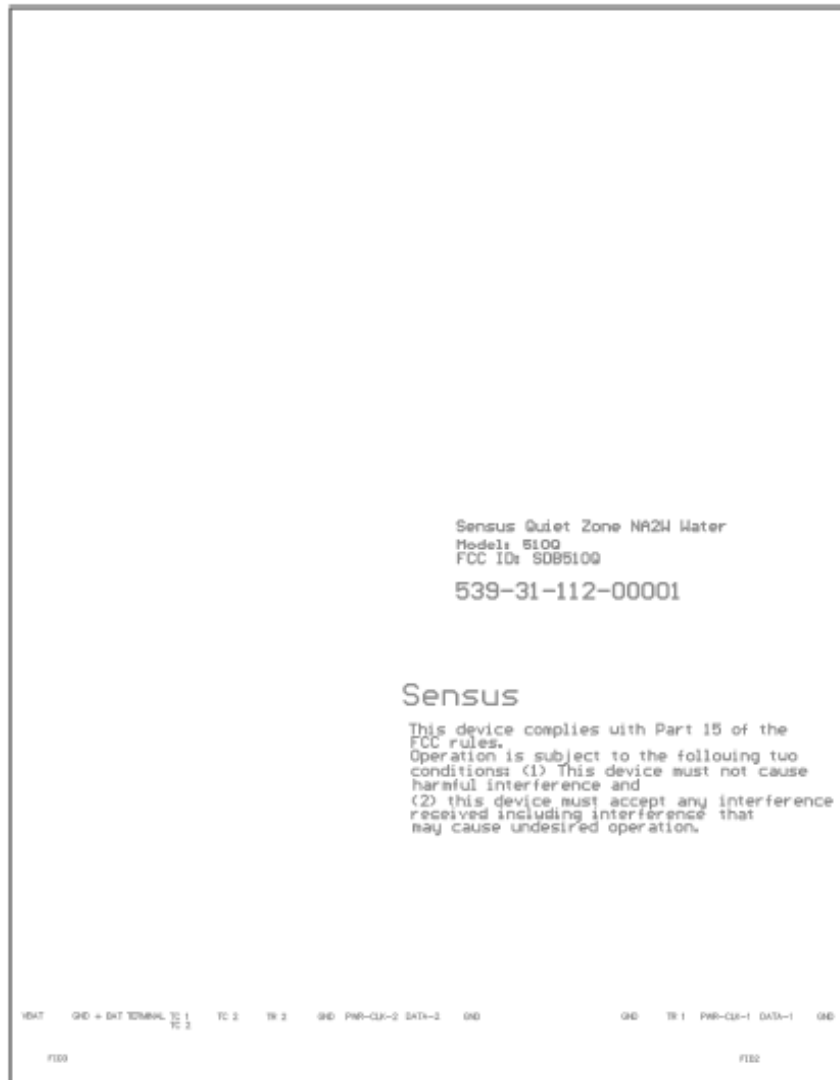 Sensus Quiet Zone NA2W Water
Model: 510Q
FCC ID: SDB510Q
539-31-112-00001
Sensus
This device complies with Part 15 of the
FCC rules.
Operation is subject to the following two
conditions: (1) This device must not cause
harmful interference and
(2) this device must accept any interference
received including interference that
may cause undesired operation.
VBAT GND + BAT TERMINAL TC 1 TC 2 TR 2 GND PWR-CLK-2 DATA-2 GND GND TR 1 PWR-CLK-1 DATA-1 GND
TC 2
FID3 FID2